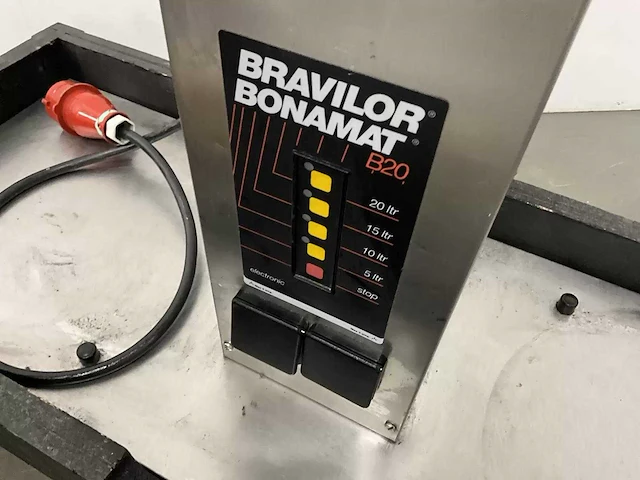 BRAVILOR®
BONAMAT®
B20
20 ltr
15 ltr
10 ltr
5 ltr
stop
electronic